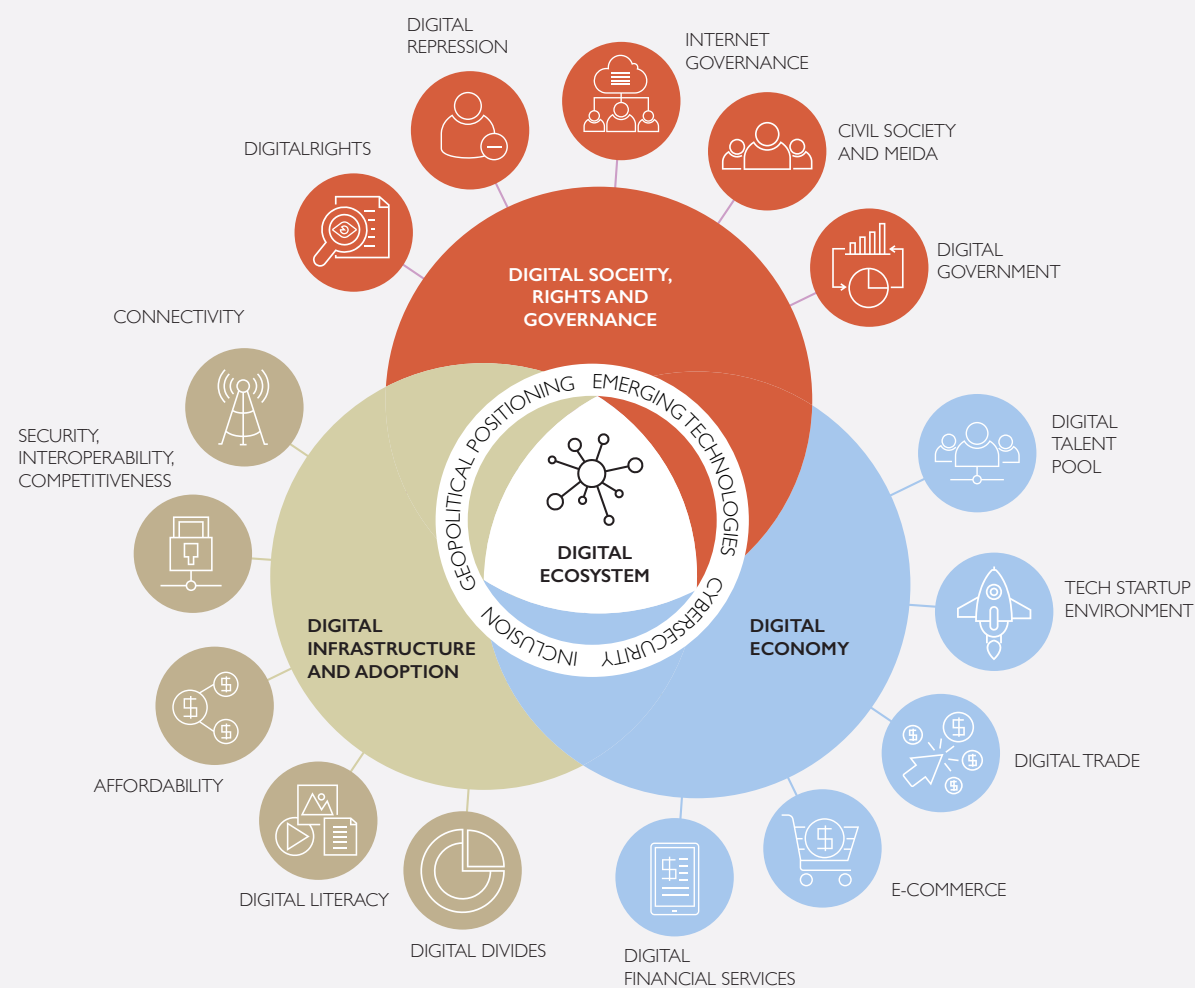 DIGITAL
REPRESSION
INTERNET
GOVERNANCE
CIVIL SOCIETY
AND MEIDA
DIGITALRIGHTS
DIGITAL
GOVERNMENT
DIGITAL SOCEITY,
RIGHTS AND
GOVERNANCE
CONNECTIVITY
SECURITY,
INTEROPERABILITY,
COMPETITIVENESS
AFFORDABILITY
DIGITAL LITERACY
DIGITAL DIVIDES
DIGITAL
INFRASTRUCTURE
AND ADOPTION
GEOPOLITICAL POSITIONING
EMERGING TECHNOLOGIES
CYBERSECURITY
INCLUSION
DIGITAL
ECOSYSTEM
DIGITAL
ECONOMY
DIGITAL
TALENT
POOL
TECH STARTUP
ENVIRONMENT
DIGITAL TRADE
E-COMMERCE
DIGITAL
FINANCIAL SERVICES
$
$
$
$
$
$
$
$
$